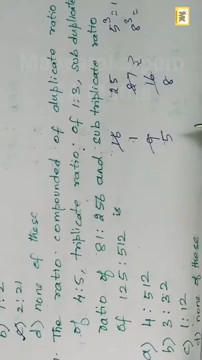 b) 1:2
c) 2:21
d) none of these
The ratio compounded of duplicate ratio
of 4:5, triplicate ratio of 1:3, sub duplicate
ratio of 81:256 and sub triplicate ratio
of 125:512 is
16 25 5³=1
1 27 8³=
9 16
5 8
a) 4:512
b) 3:32
c) 1:12
d) none of these